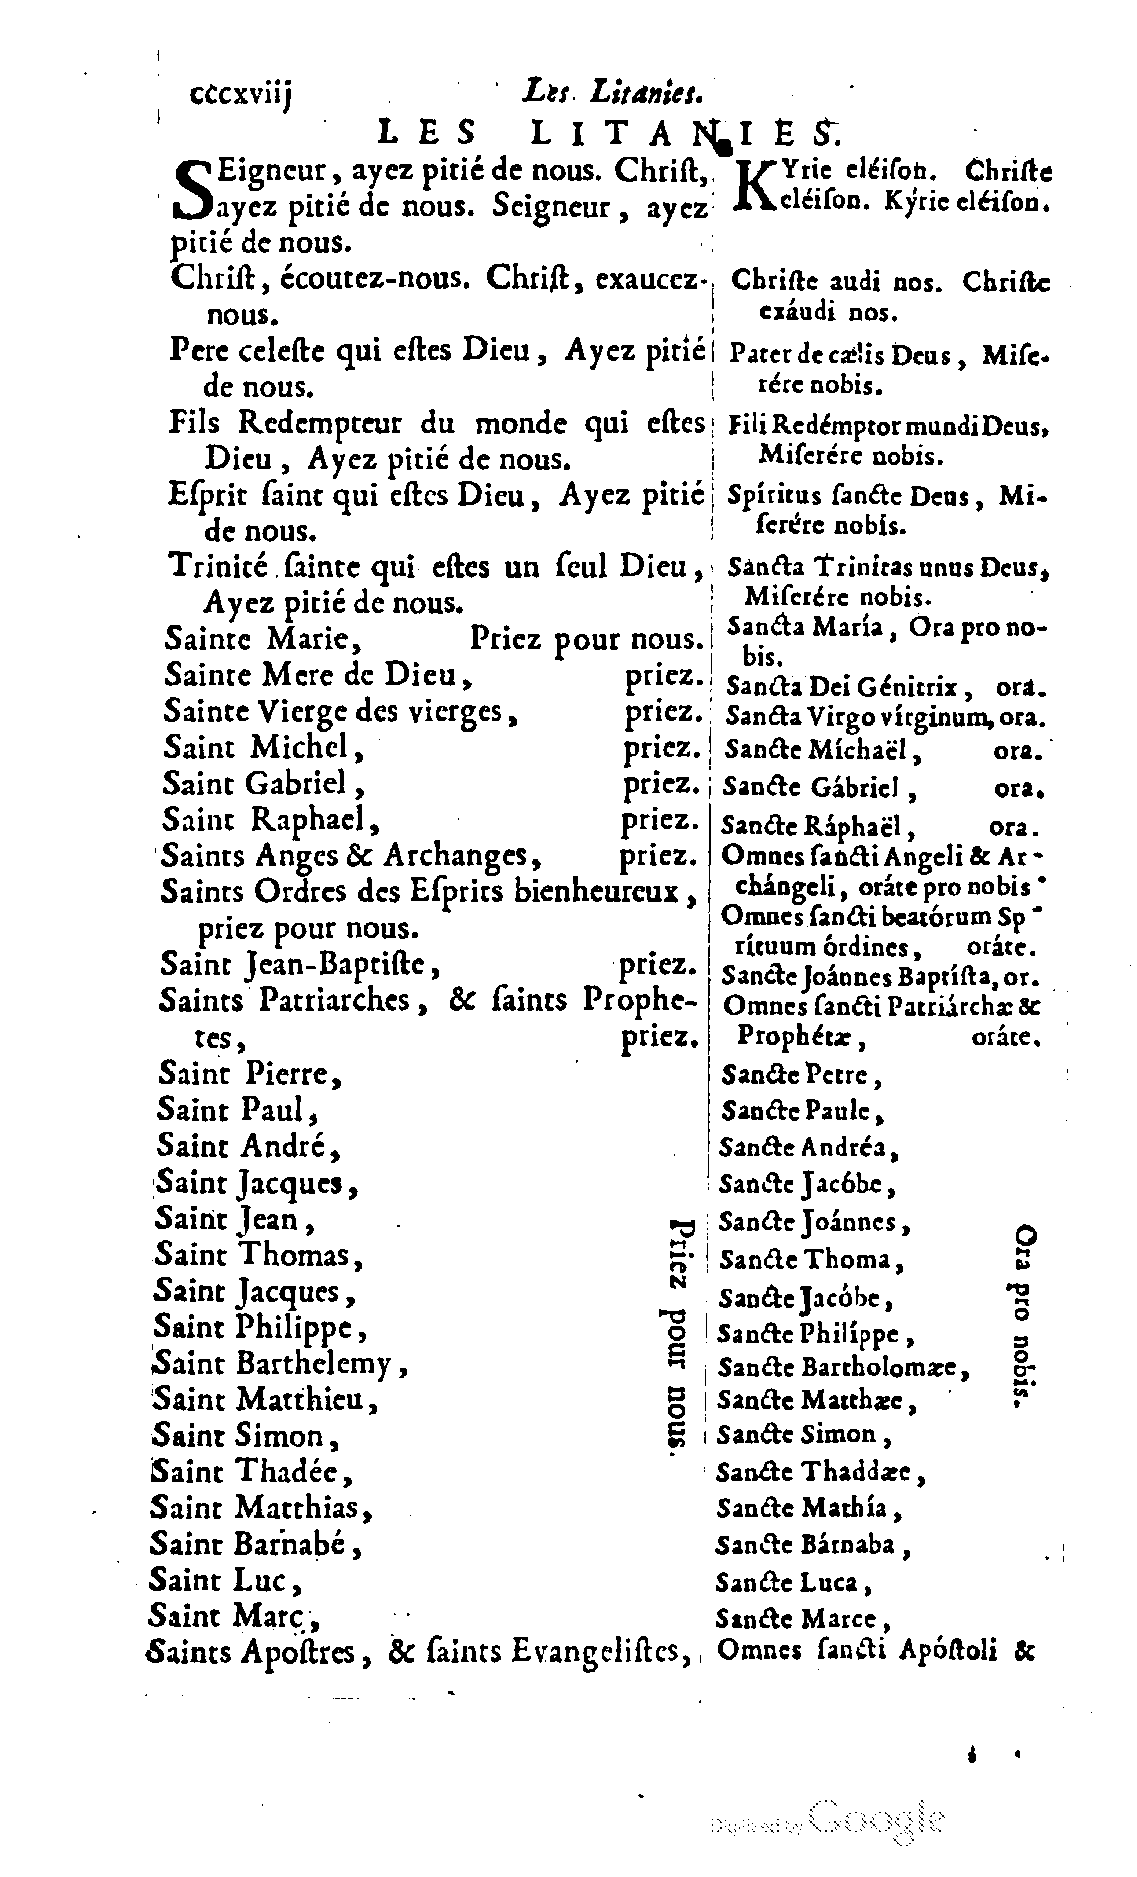 cccxviij Les Litanies.
LES LITANIES.
SEigneur, ayez pitié de nous. Chriſt,
ayez pitié de nous. Seigneur, ayez
pitié de nous.
Chriſt, écoutez-nous. Chriſt, exaucez-
nous.
Pere celeſte qui eſtes Dieu, Ayez pitié
de nous.
Fils Redempteur du monde qui eſtes
Dieu, Ayez pitié de nous.
Eſprit ſaint qui eſtes Dieu, Ayez pitié
de nous.
Trinité ſainte qui eſtes un ſeul Dieu,
Ayez pitié de nous.
Sainte Marie, Priez pour nous.
Sainte Mere de Dieu, priez.
Sainte Vierge des vierges, priez.
Saint Michel, priez.
Saint Gabriel, priez.
Saint Raphael, priez.
Saints Anges & Archanges, priez.
Saints Ordres des Eſprits bienheureux,
priez pour nous.
Saint Jean-Baptiſte, priez.
Saints Patriarches, & ſaints Prophe-
tes, priez.
Saint Pierre,
Saint Paul,
Saint André,
Saint Jacques,
Saint Jean,
Saint Thomas,
Saint Jacques,
Saint Philippe,
Saint Barthelemy,
Saint Matthieu,
Saint Simon,
Saint Thadée,
Saint Matthias,
Saint Barnabé,
Saint Luc,
Saint Marc,
Priez pour nous.
Saints Apoſtres, & ſaints Evangeliſtes,
KYrie eléiſon. Chriſte
eléiſon. Kýrie eléiſon.
Chriſte audi nos. Chriſte
exáudi nos.
Pater de cælis Deus, Miſe-
rére nobis.
Fili Redémptor mundi Deus,
Miſerére nobis.
Spíritus ſancte Deus, Mi-
ſerére nobis.
Sancta Trinitas unus Deus,
Miſerére nobis.
Sancta María, Ora pro no-
bis.
Sancta Dei Génitrix, ora.
Sancta Virgo vírginum, ora.
Sancte Míchaël, ora.
Sancte Gábriel, ora.
Sancte Ráphaël, ora.
Omnes ſancti Angeli & Ar-
chángeli, oráte pro nobis
Omnes ſancti beatórum Sp
rítuum órdines, oráte.
Sancte Joánnes Baptíſta, or.
Omnes ſancti Patriárchæ &
Prophétæ, oráte.
Sancte Petre,
Sancte Paule,
Sancte Andréa,
Sancte Jacóbe,
Sancte Joánnes,
Sancte Thoma,
Sancte Jacóbe,
Sancte Philíppe,
Sancte Bartholomæe,
Sancte Matthæe,
Sancte Simon,
Sancte Thaddæe,
Sancte Mathía,
Sancte Bárnaba,
Sancte Luca,
Sancte Marce,
Ora pro nobis.
Omnes ſancti Apóſtoli &
Digitized by Google